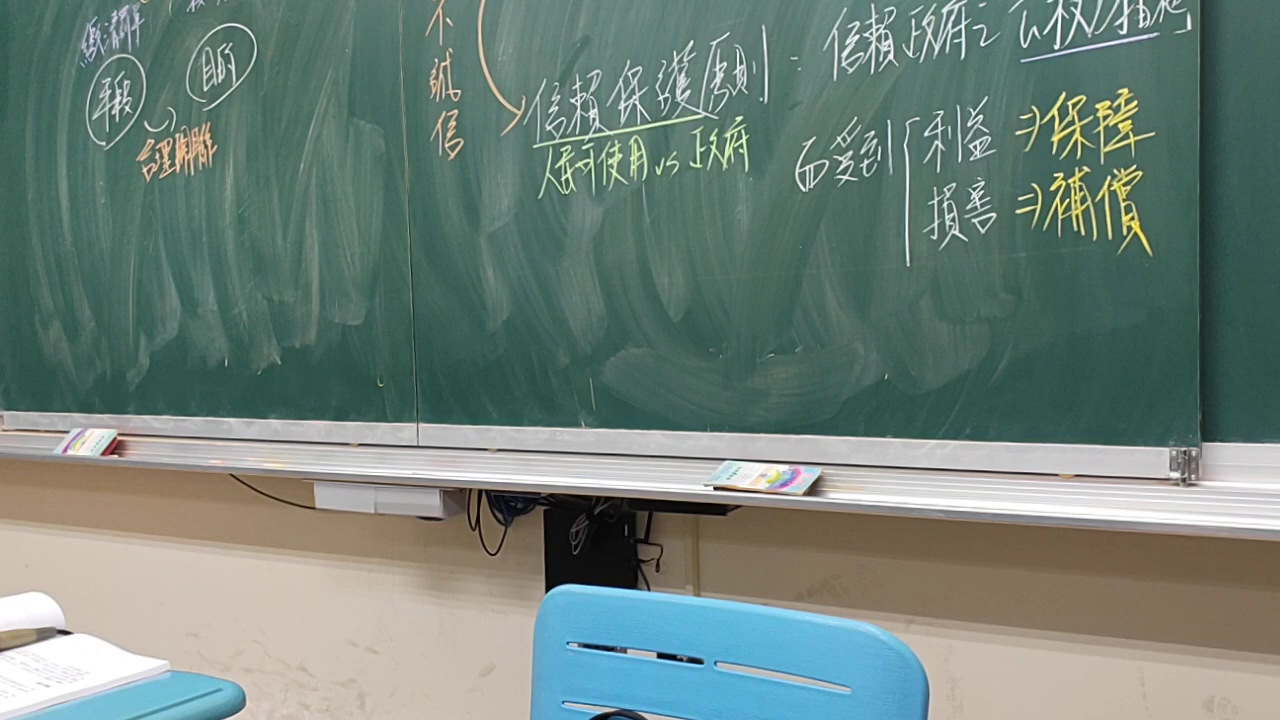 手段
目的
合理關聯
不誠信
信賴保護原則：信賴政府之公權力措施」
人民可使用 vs 政府
而受到
利益⇒保障
損害⇒補償